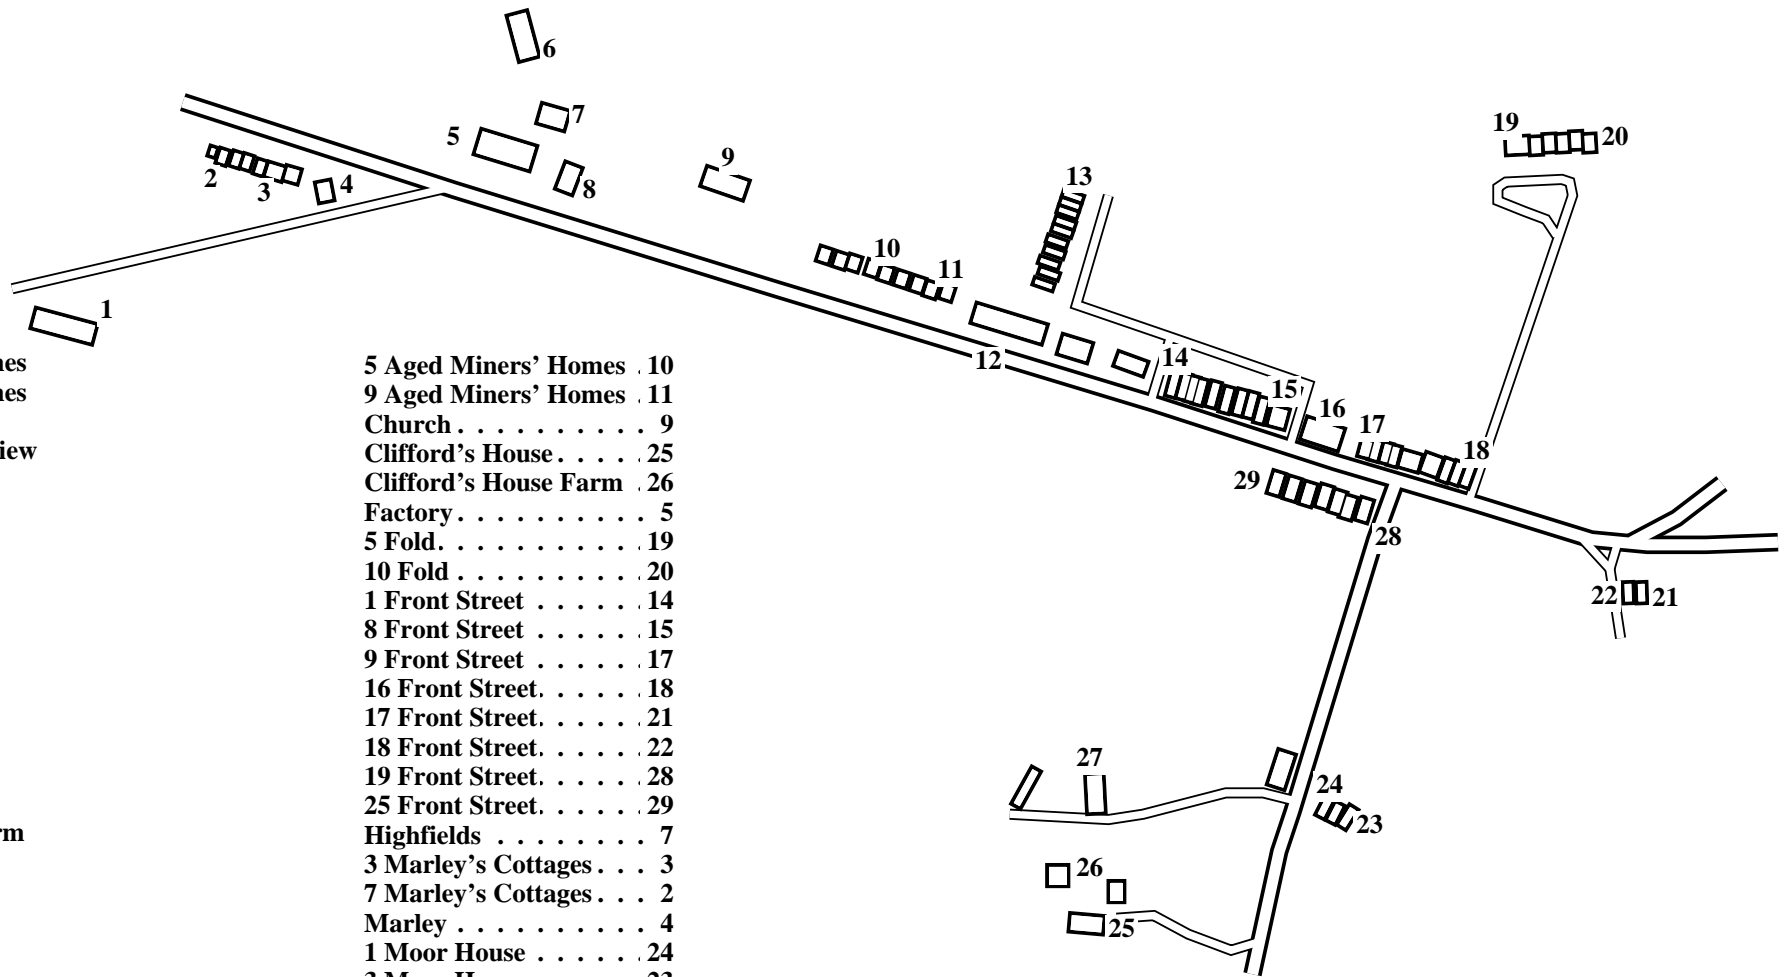 6
7
5
8
9
2
3
4
1
19
20
13
10
11
12
14
15
16
17
18
29
28
22
21
27
24
23
26
25
iew
5 Aged Miners' Homes . 10
9 Aged Miners' Homes . 11
Church . . . . . . . . . . 9
Clifford's House . . . . . 25
Clifford's House Farm . 26
Factory . . . . . . . . . . 5
5 Fold. . . . . . . . . . . 19
10 Fold . . . . . . . . . . 20
1 Front Street . . . . . . 14
8 Front Street . . . . . . 15
9 Front Street . . . . . . 17
16 Front Street. . . . . . 18
17 Front Street. . . . . . 21
18 Front Street. . . . . . 22
19 Front Street. . . . . . 28
25 Front Street. . . . . . 29
Highfields . . . . . . . . 7
3 Marley's Cottages . . . 3
7 Marley's Cottages . . . 2
Marley . . . . . . . . . . 4
1 Moor House . . . . . . 24